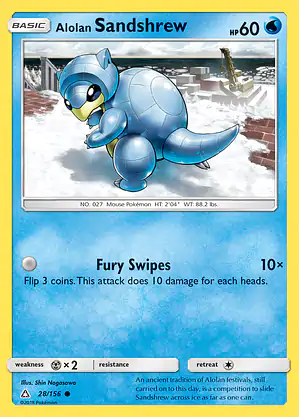 BASIC Alolan Sandshrew HP60
NO. 027 Mouse Pokémon HT: 2'04" WT: 88.2 lbs.
Fury Swipes 10×
Flip 3 coins. This attack does 10 damage for each heads.
weakness ×2 resistance retreat
Illus. Shin Nagasawa
28/156
©2018 Pokémon
An ancient tradition of Alolan festivals, still
carried on to this day, is a competition to slide
Sandshrew across ice as far as one can.